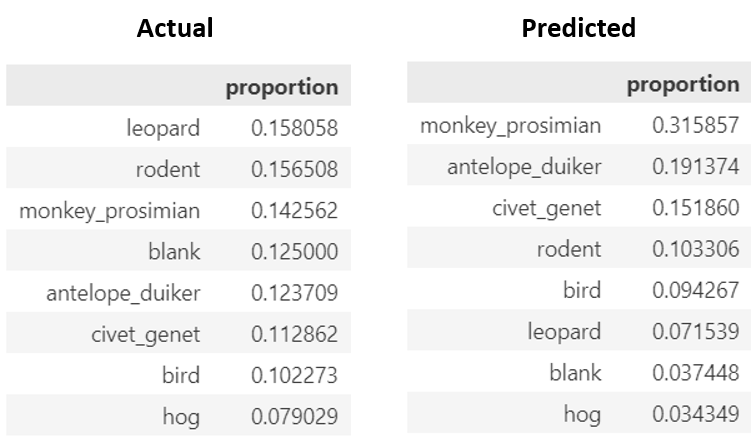 Actual
proportion
leopard 0.158058
rodent 0.156508
monkey_prosimian 0.142562
blank 0.125000
antelope_duiker 0.123709
civet_genet 0.112862
bird 0.102273
hog 0.079029
Predicted
proportion
monkey_prosimian 0.315857
antelope_duiker 0.191374
civet_genet 0.151860
rodent 0.103306
bird 0.094267
leopard 0.071539
blank 0.037448
hog 0.034349